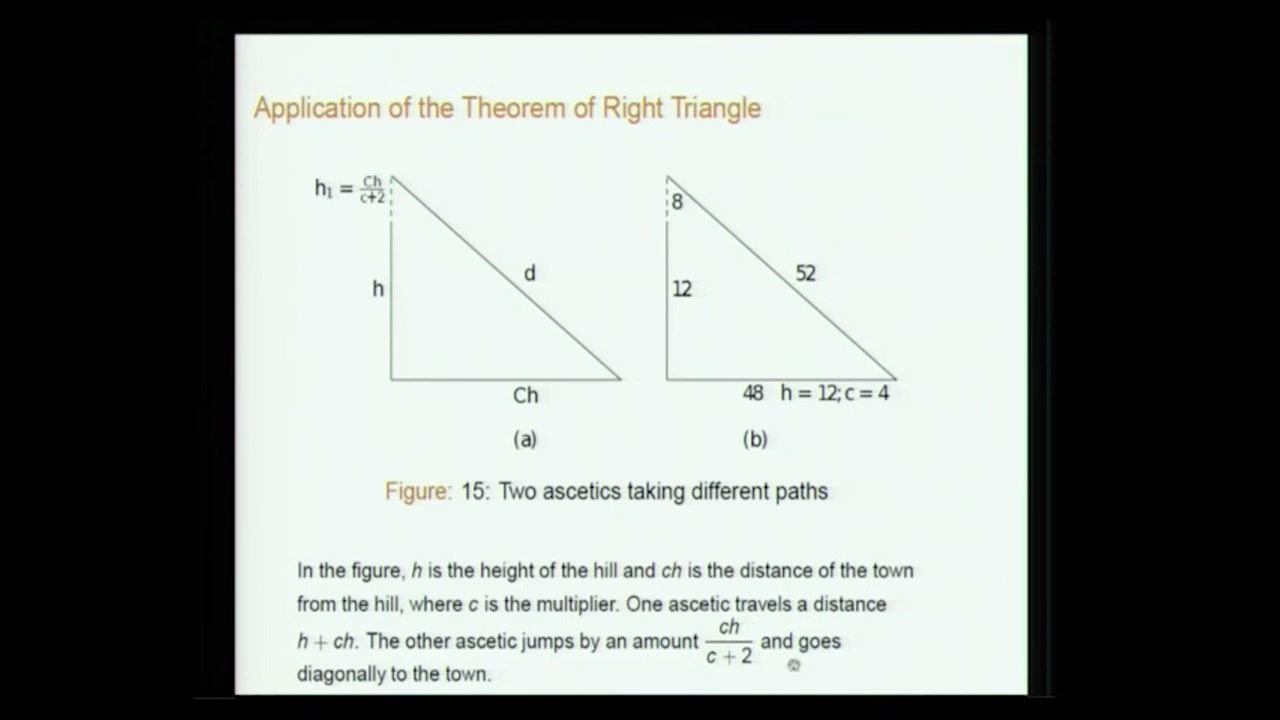 Application of the Theorem of Right Triangle
h₁ = Ch/c+2
h
d
Ch
(a)
8
12
52
48 h = 12; c = 4
(b)
Figure: 15: Two ascetics taking different paths
In the figure, h is the height of the hill and ch is the distance of the town
from the hill, where c is the multiplier. One ascetic travels a distance
h + ch. The other ascetic jumps by an amount ch/c + 2 and goes
diagonally to the town.